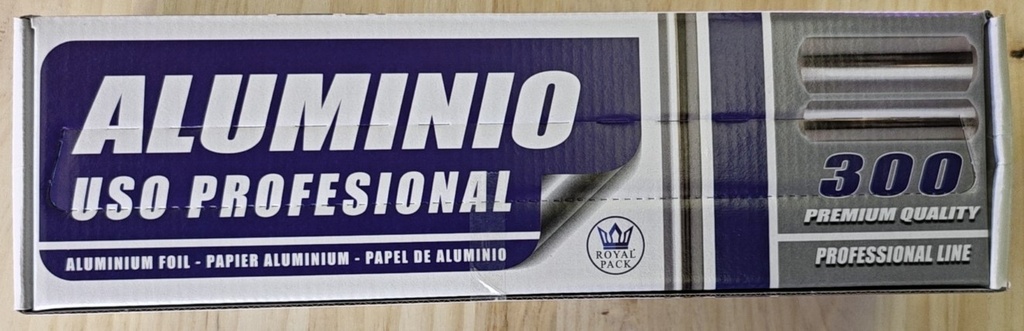 ALUMINIO
USO PROFESIONAL
ALUMINIUM FOIL - PAPIER ALUMINIUM - PAPEL DE ALUMINIO
ROYAL
PACK
300
PREMIUM QUALITY
PROFESSIONAL LINE